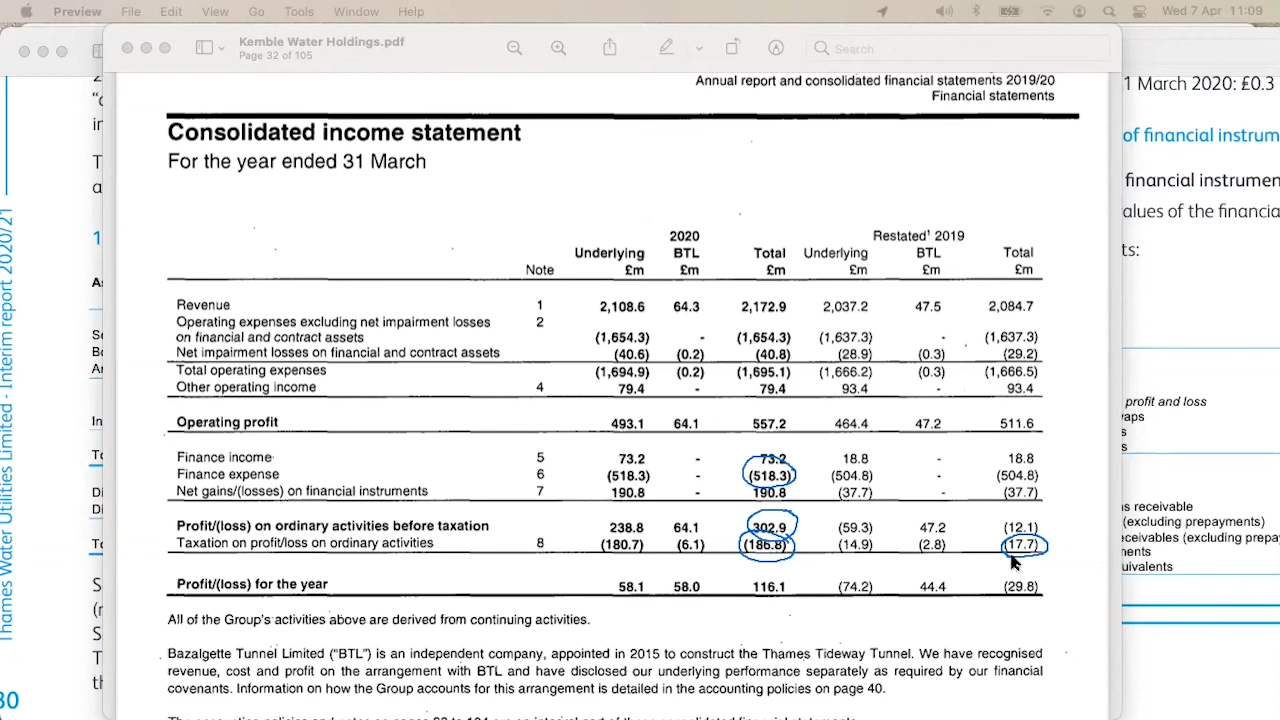 Preview File Edit View Go Tools Window Help Wed 7 Apr 11:09
Kemble Water Holdings.pdf
Page 32 of 105
Search
Annual report and consolidated financial statements 2019/20
Financial statements
Consolidated income statement
For the year ended 31 March
2020 Restated¹ 2019
Underlying BTL Total Underlying BTL Total
Note £m £m £m £m £m £m
Revenue 1 2,108.6 64.3 2,172.9 2,037.2 47.5 2,084.7
Operating expenses excluding net impairment losses 2
on financial and contract assets (1,654.3) - (1,654.3) (1,637.3) - (1,637.3)
Net impairment losses on financial and contract assets (40.6) (0.2) (40.8) (28.9) (0.3) (29.2)
Total operating expenses (1,694.9) (0.2) (1,695.1) (1,666.2) (0.3) (1,666.5)
Other operating income 4 79.4 - 79.4 93.4 - 93.4
Operating profit 493.1 64.1 557.2 464.4 47.2 511.6
Finance income 5 73.2 - 73.2 18.8 - 18.8
Finance expense 6 (518.3) - (518.3) (504.8) - (504.8)
Net gains/(losses) on financial instruments 7 190.8 - 190.8 (37.7) - (37.7)
Profit/(loss) on ordinary activities before taxation 238.8 64.1 302.9 (59.3) 47.2 (12.1)
Taxation on profit/loss on ordinary activities 8 (180.7) (6.1) (186.8) (14.9) (2.8) (17.7)
Profit/(loss) for the year 58.1 58.0 116.1 (74.2) 44.4 (29.8)
All of the Group's activities above are derived from continuing activities.
Bazalgette Tunnel Limited ("BTL") is an independent company, appointed in 2015 to construct the Thames Tideway Tunnel. We have recognised
revenue, cost and profit on the arrangement with BTL and have disclosed our underlying performance separately as required by our financial
covenants. Information on how the Group accounts for this arrangement is detailed in the accounting policies on page 40.
Thames Water Utilities Limited - Interim report 2020/21
30
1 March 2020: £0.3
of financial instrum
financial instrumen
alues of the financia
ts:
profit and loss
aps
s
s
s receivable
(excluding prepayments)
ceivables (excluding prepa
ments
uivalents